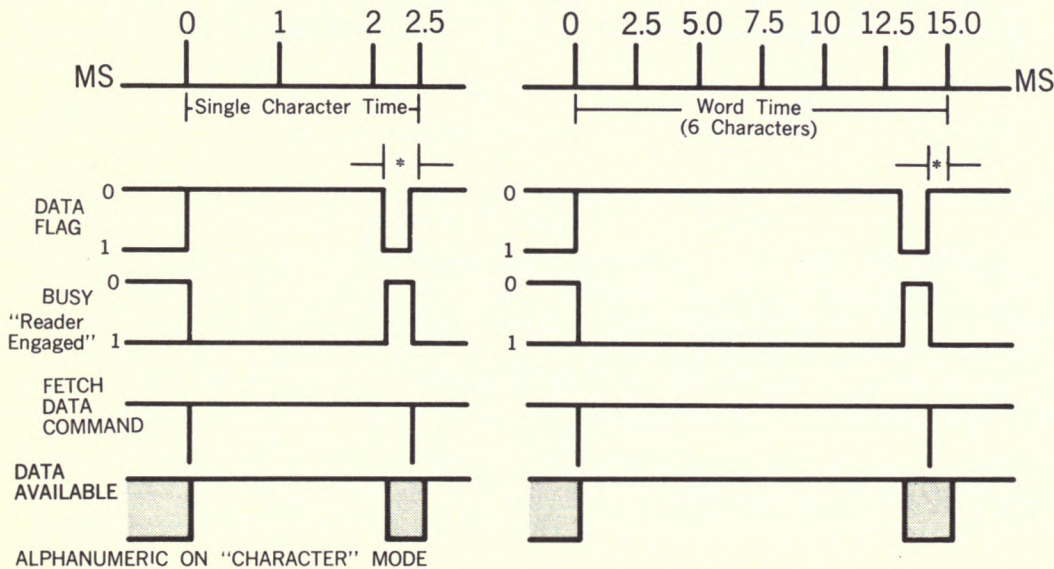 0 1 2 2.5
MS
Single Character Time
*
DATA FLAG
0
1
BUSY
"Reader Engaged"
0
1
FETCH
DATA
COMMAND
DATA
AVAILABLE
ALPHANUMERIC ON "CHARACTER" MODE
0 2.5 5.0 7.5 10 12.5 15.0
MS
Word Time
(6 Characters)
*
0
1
0
1